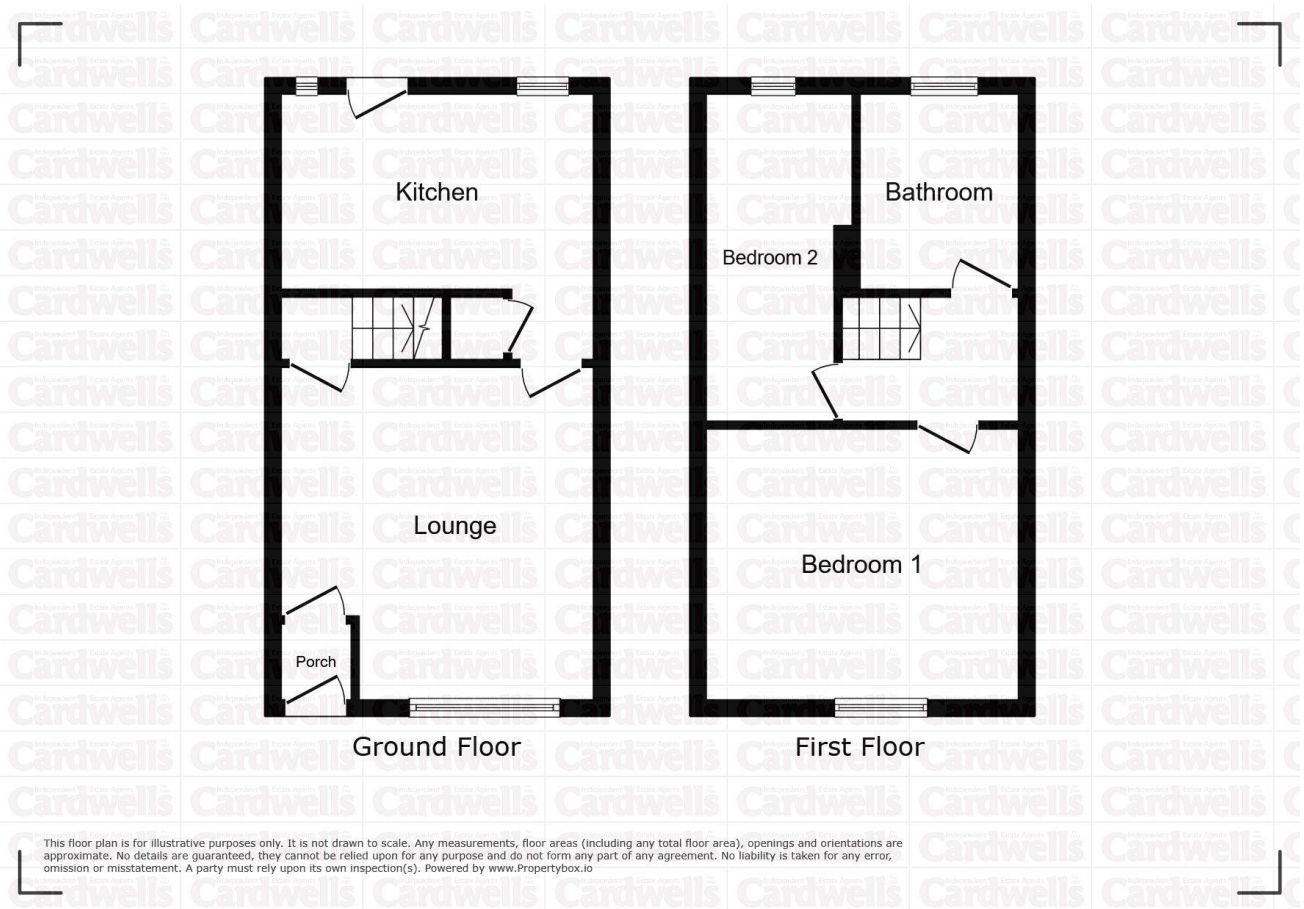 Kitchen
Bathroom
Bedroom 2
Lounge
Bedroom 1
Porch
Ground Floor
First Floor
This floor plan is for illustrative purposes only. It is not drawn to scale. Any measurements, floor areas (including any total floor area), openings and orientations are
approximate. No details are guaranteed, they cannot be relied upon for any purpose and do not form any part of any agreement. No liability is taken for any error,
omission or misstatement. A party must rely upon its own inspection(s). Powered by www.Propertybox.io
Independent Estate Agents
Cardwells